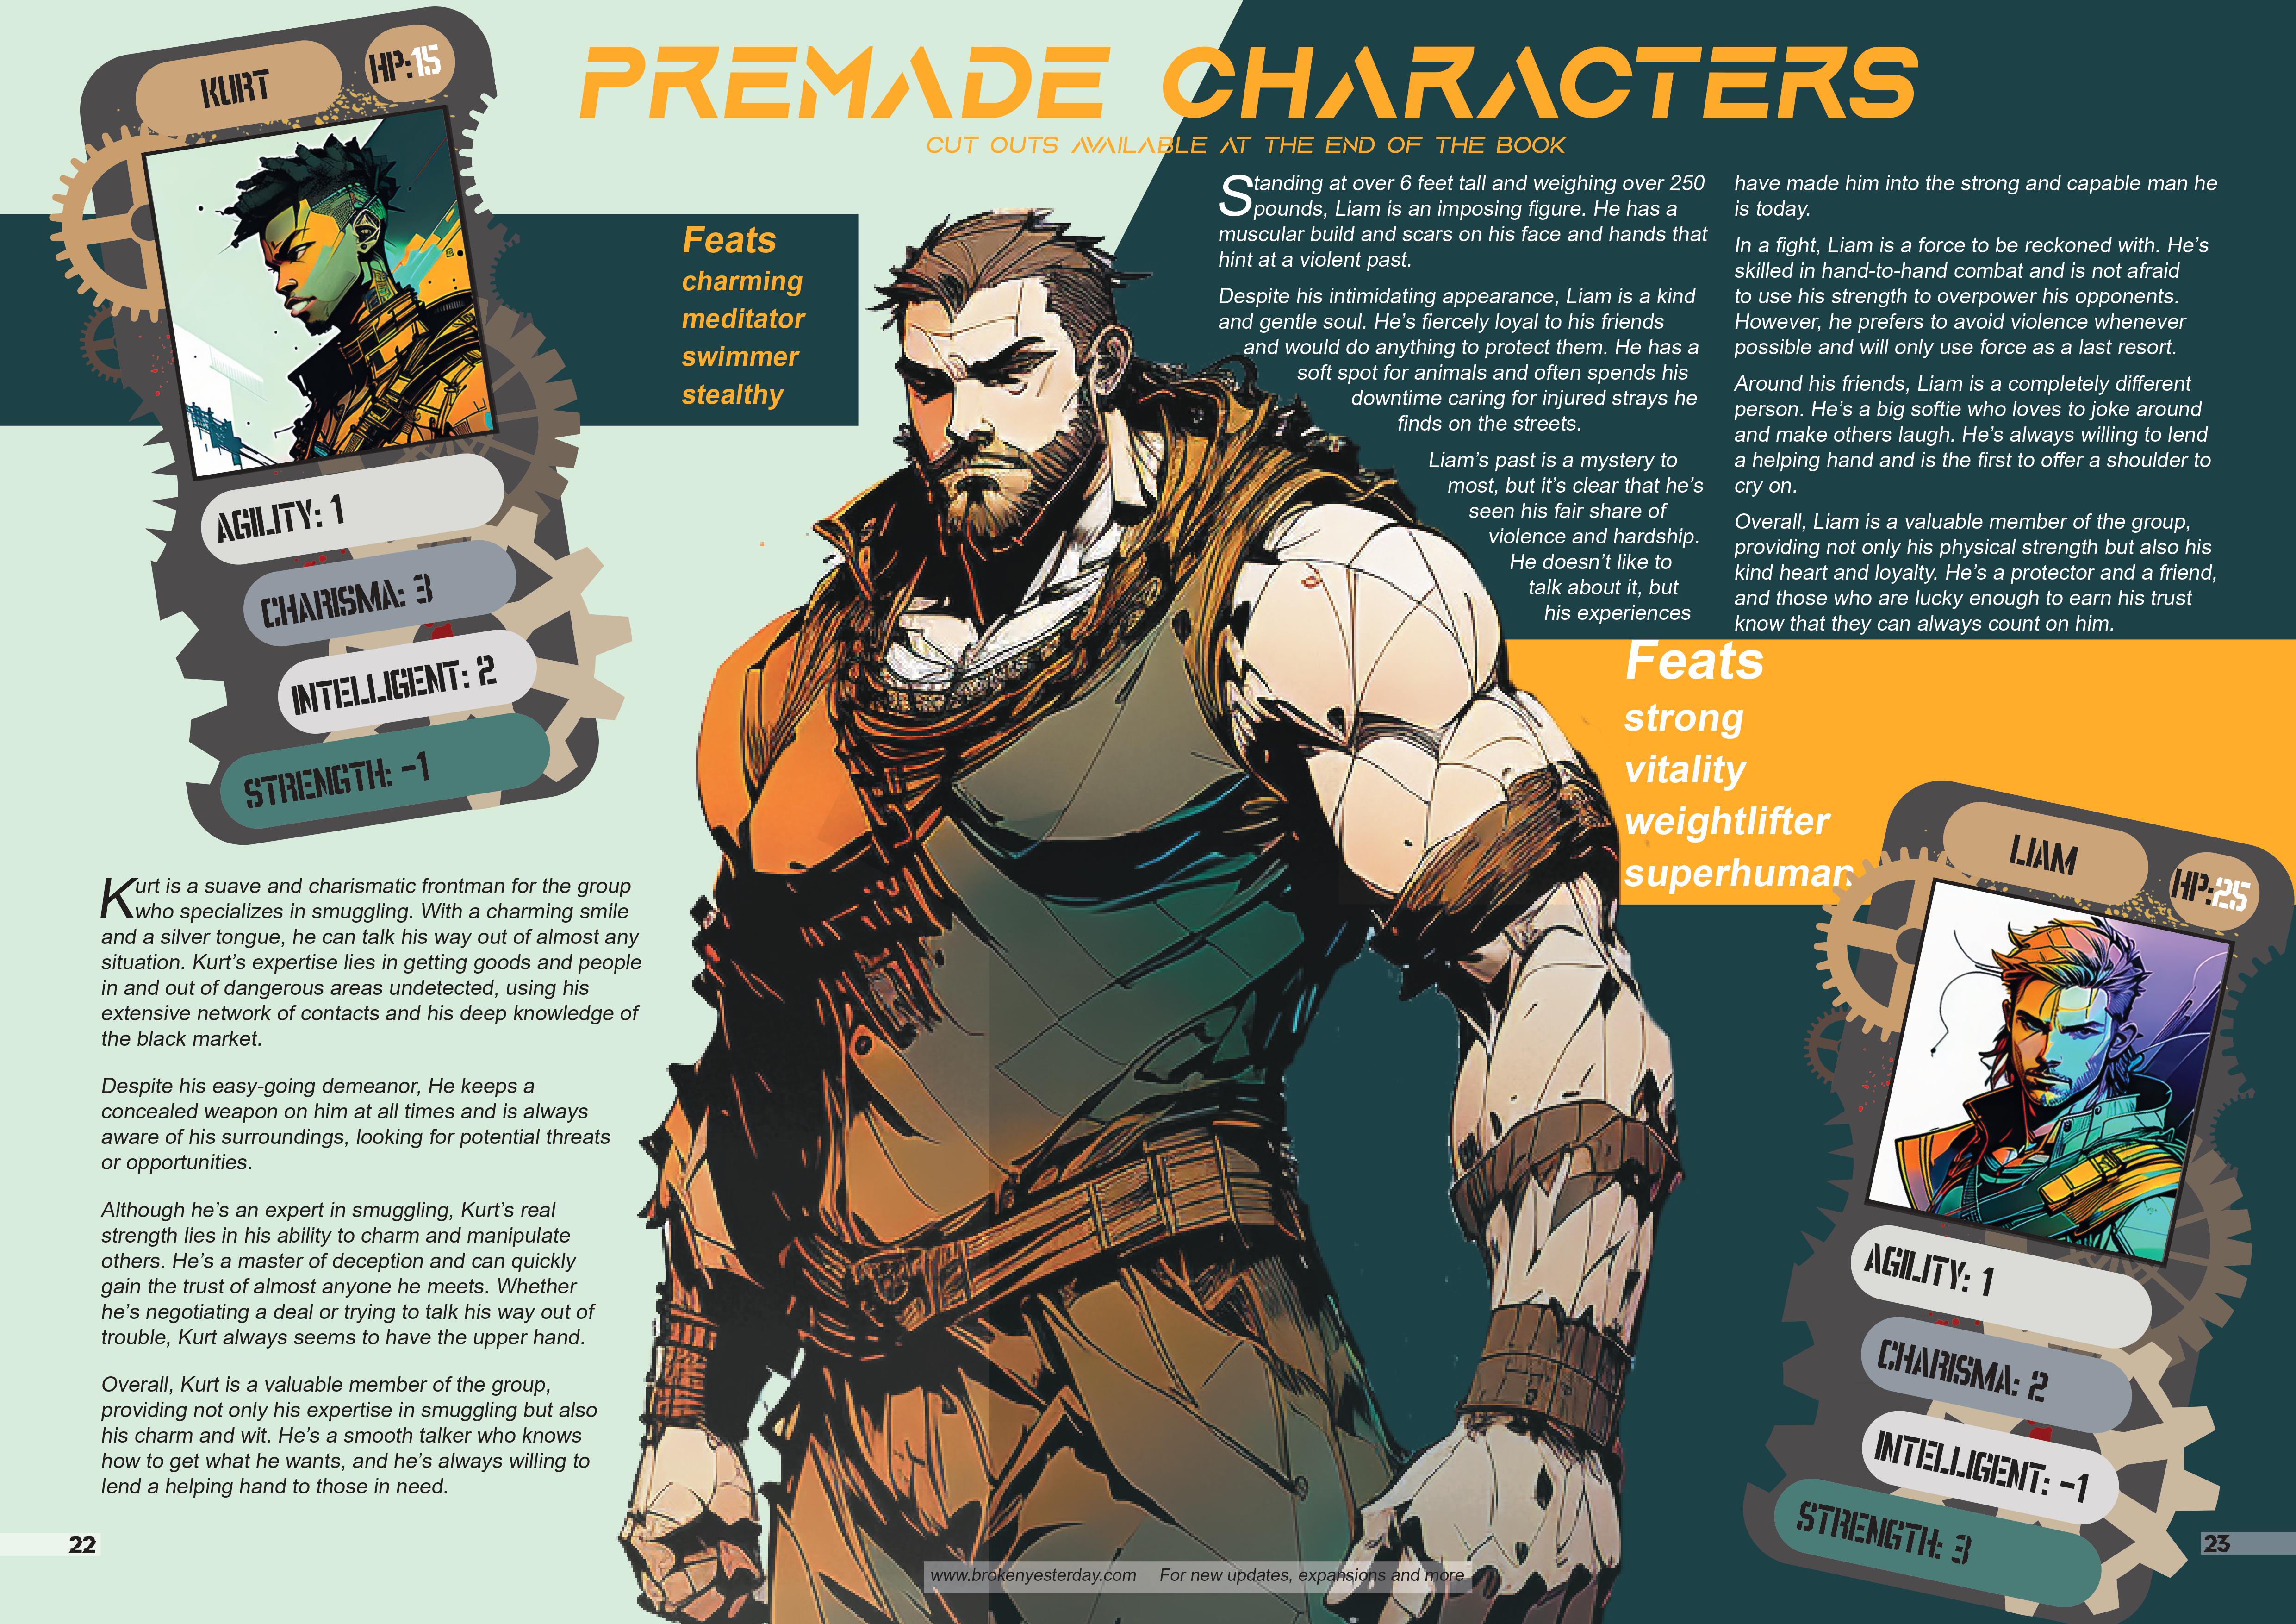 PREMADE CHARACTERS
CUT OUTS AVAILABLE AT THE END OF THE BOOK
KURT
HP:15
AGILITY: 1
CHARISMA: 3
INTELLIGENT: 2
STRENGTH: -1
Feats
charming
meditator
swimmer
stealthy
Kurt is a suave and charismatic frontman for the group
who specializes in smuggling. With a charming smile
and a silver tongue, he can talk his way out of almost any
situation. Kurt's expertise lies in getting goods and people
in and out of dangerous areas undetected, using his
extensive network of contacts and his deep knowledge of
the black market.
Despite his easy-going demeanor, He keeps a
concealed weapon on him at all times and is always
aware of his surroundings, looking for potential threats
or opportunities.
Although he's an expert in smuggling, Kurt's real
strength lies in his ability to charm and manipulate
others. He's a master of deception and can quickly
gain the trust of almost anyone he meets. Whether
he's negotiating a deal or trying to talk his way out of
trouble, Kurt always seems to have the upper hand.
Overall, Kurt is a valuable member of the group,
providing not only his expertise in smuggling but also
his charm and wit. He's a smooth talker who knows
how to get what he wants, and he's always willing to
lend a helping hand to those in need.
22
Standing at over 6 feet tall and weighing over 250
pounds, Liam is an imposing figure. He has a
muscular build and scars on his face and hands that
hint at a violent past.
Despite his intimidating appearance, Liam is a kind
and gentle soul. He's fiercely loyal to his friends
and would do anything to protect them. He has a
soft spot for animals and often spends his
downtime caring for injured strays he
finds on the streets.
Liam's past is a mystery to
most, but it's clear that he's
seen his fair share of
violence and hardship.
He doesn't like to
talk about it, but
his experiences
have made him into the strong and capable man he
is today.
In a fight, Liam is a force to be reckoned with. He's
skilled in hand-to-hand combat and is not afraid
to use his strength to overpower his opponents.
However, he prefers to avoid violence whenever
possible and will only use force as a last resort.
Around his friends, Liam is a completely different
person. He's a big softie who loves to joke around
and make others laugh. He's always willing to lend
a helping hand and is the first to offer a shoulder to
cry on.
Overall, Liam is a valuable member of the group,
providing not only his physical strength but also his
kind heart and loyalty. He's a protector and a friend,
and those who are lucky enough to earn his trust
know that they can always count on him.
Feats
strong
vitality
weightlifter
superhuman
LIAM
HP:25
AGILITY: 1
CHARISMA: 2
INTELLIGENT: -1
STRENGTH: 3
www.brokenyesterday.com For new updates, expansions and more
23